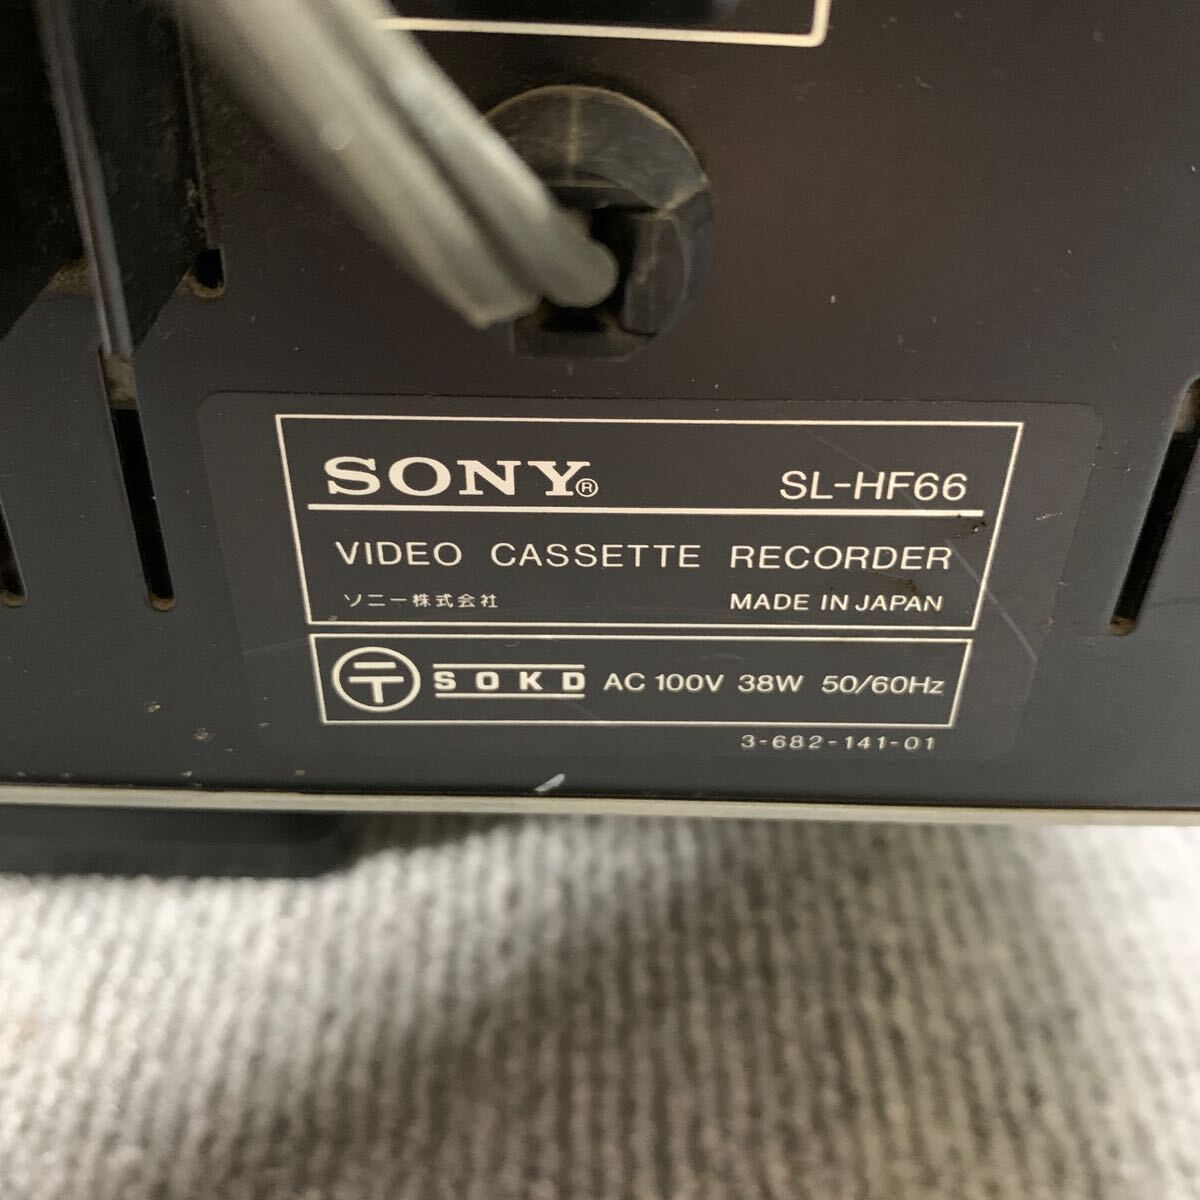 SONY® SL-HF66
VIDEO CASSETTE RECORDER
ソニー株式会社 MADE IN JAPAN
〒 SOKD AC 100V 38W 50/60Hz
3-682-141-01